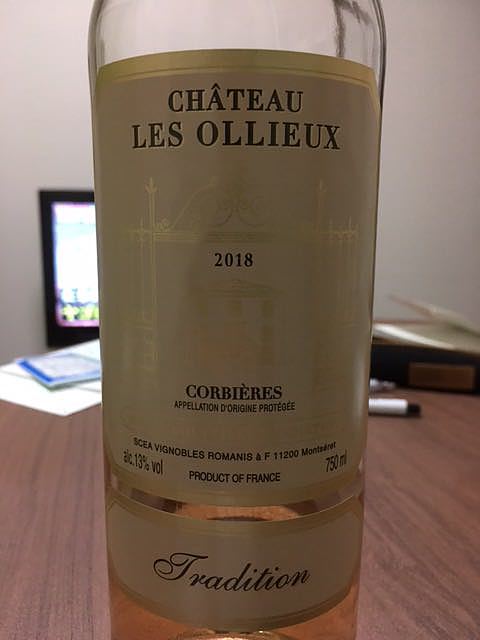 CHÂTEAU
LES OLLIEUX
2018
CORBIÈRES
APPELLATION D'ORIGINE PROTÉGÉE
SCEA VIGNOBLES ROMANIS & F 11200 Montséret
alc.13% vol
750 ml
PRODUCT OF FRANCE
Tradition